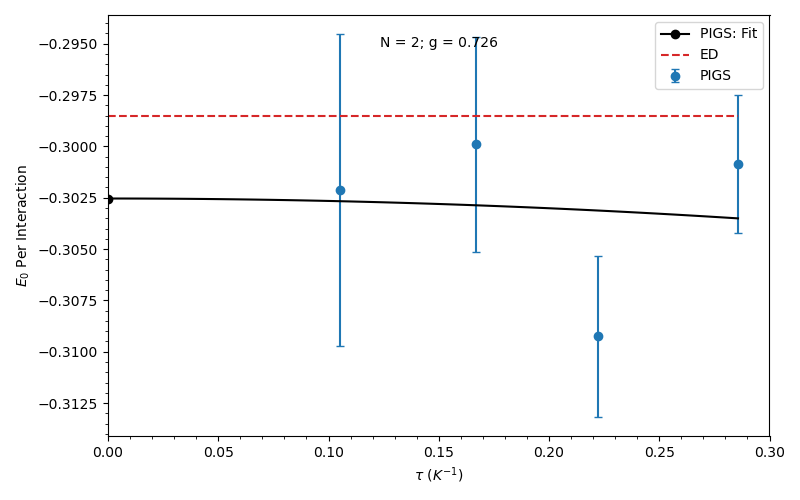 N = 2; g = 0.726
PIGS: Fit
ED
PIGS
−0.2950
−0.2975
−0.3000
−0.3025
−0.3050
−0.3075
−0.3100
−0.3125
E₀ Per Interaction
0.00 0.05 0.10 0.15 0.20 0.25 0.30
τ (K⁻¹)